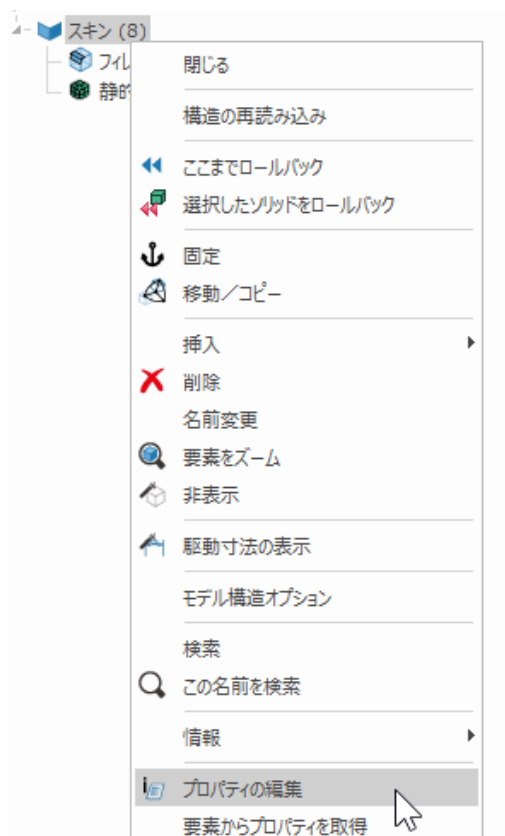 スキン (8)
フィレ
静的
閉じる
構造の再読み込み
ここまでロールバック
選択したソリッドをロールバック
固定
移動／コピー
挿入
削除
名前変更
要素をズーム
非表示
駆動寸法の表示
モデル構造オプション
検索
この名前を検索
情報
プロパティの編集
要素からプロパティを取得